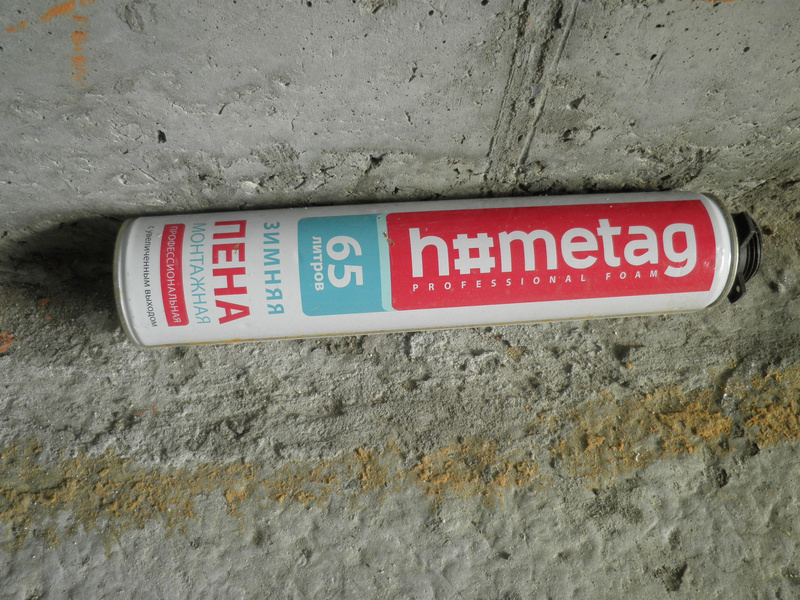 h#metag
PROFESSIONAL FOAM
65
литров
ЗИМНЯЯ
ПЕНА
МОНТАЖНАЯ
ПРОФЕССИОНАЛЬНАЯ
с увеличенным выходом